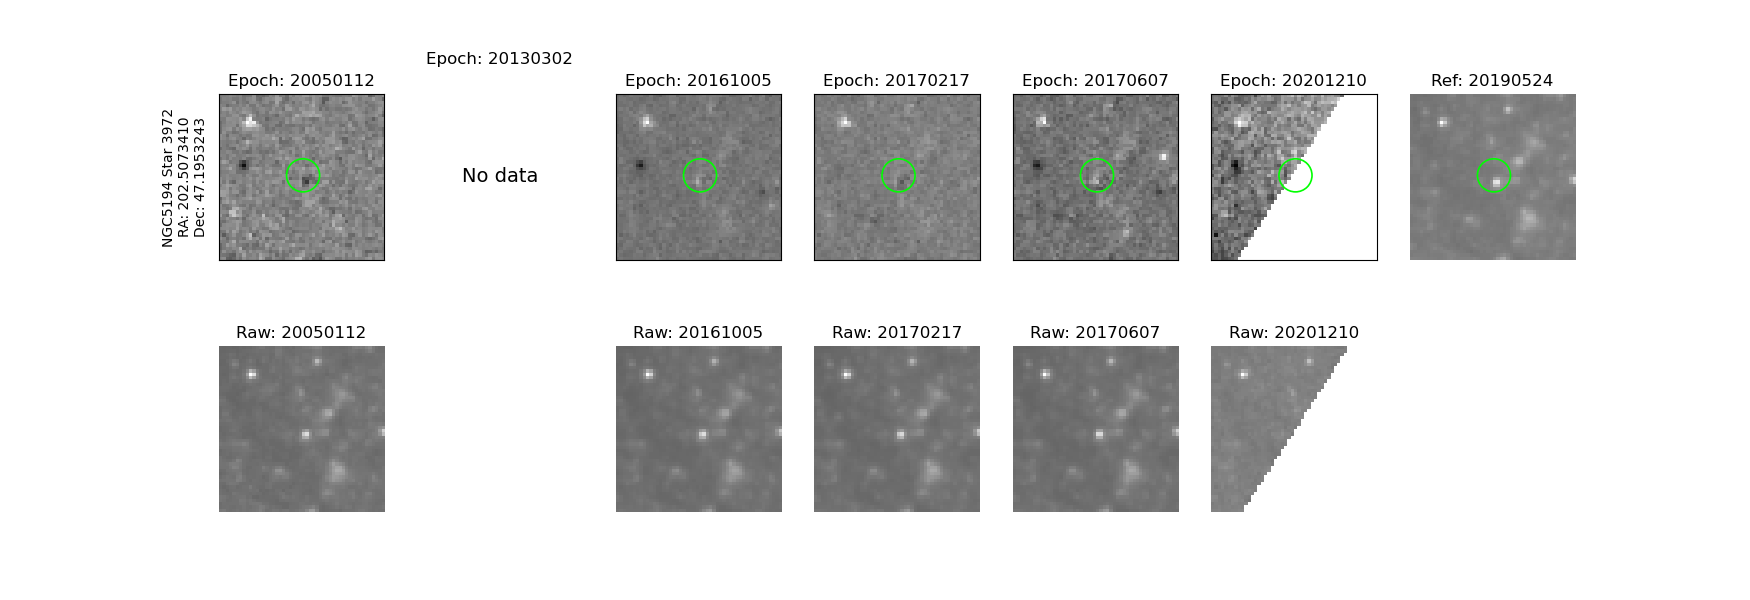 Epoch: 20130302
Epoch: 20050112
Epoch: 20161005
Epoch: 20170217
Epoch: 20170607
Epoch: 20201210
Ref: 20190524
NGC5194 Star 3972
RA: 202.5073410
Dec: 47.1953243
No data
Raw: 20050112
Raw: 20161005
Raw: 20170217
Raw: 20170607
Raw: 20201210